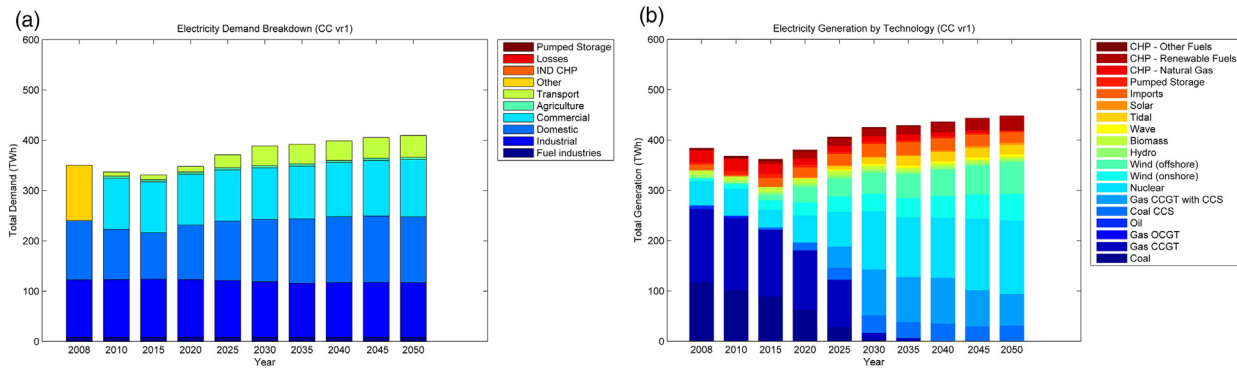 (a)
Electricity Demand Breakdown (CC vr1)
Total Demand (TWh)
600
500
400
300
200
100
0
2008 2010 2015 2020 2025 2030 2035 2040 2045 2050
Year
Pumped Storage
Losses
IND CHP
Other
Transport
Agriculture
Commercial
Domestic
Industrial
Fuel industries
(b)
Electricity Generation by Technology (CC vr1)
Total Generation (TWh)
600
500
400
300
200
100
0
2008 2010 2015 2020 2025 2030 2035 2040 2045 2050
Year
CHP - Other Fuels
CHP - Renewable Fuels
CHP - Natural Gas
Pumped Storage
Imports
Solar
Tidal
Wave
Biomass
Hydro
Wind (offshore)
Wind (onshore)
Nuclear
Gas CCGT with CCS
Coal CCS
Oil
Gas OCGT
Gas CCGT
Coal